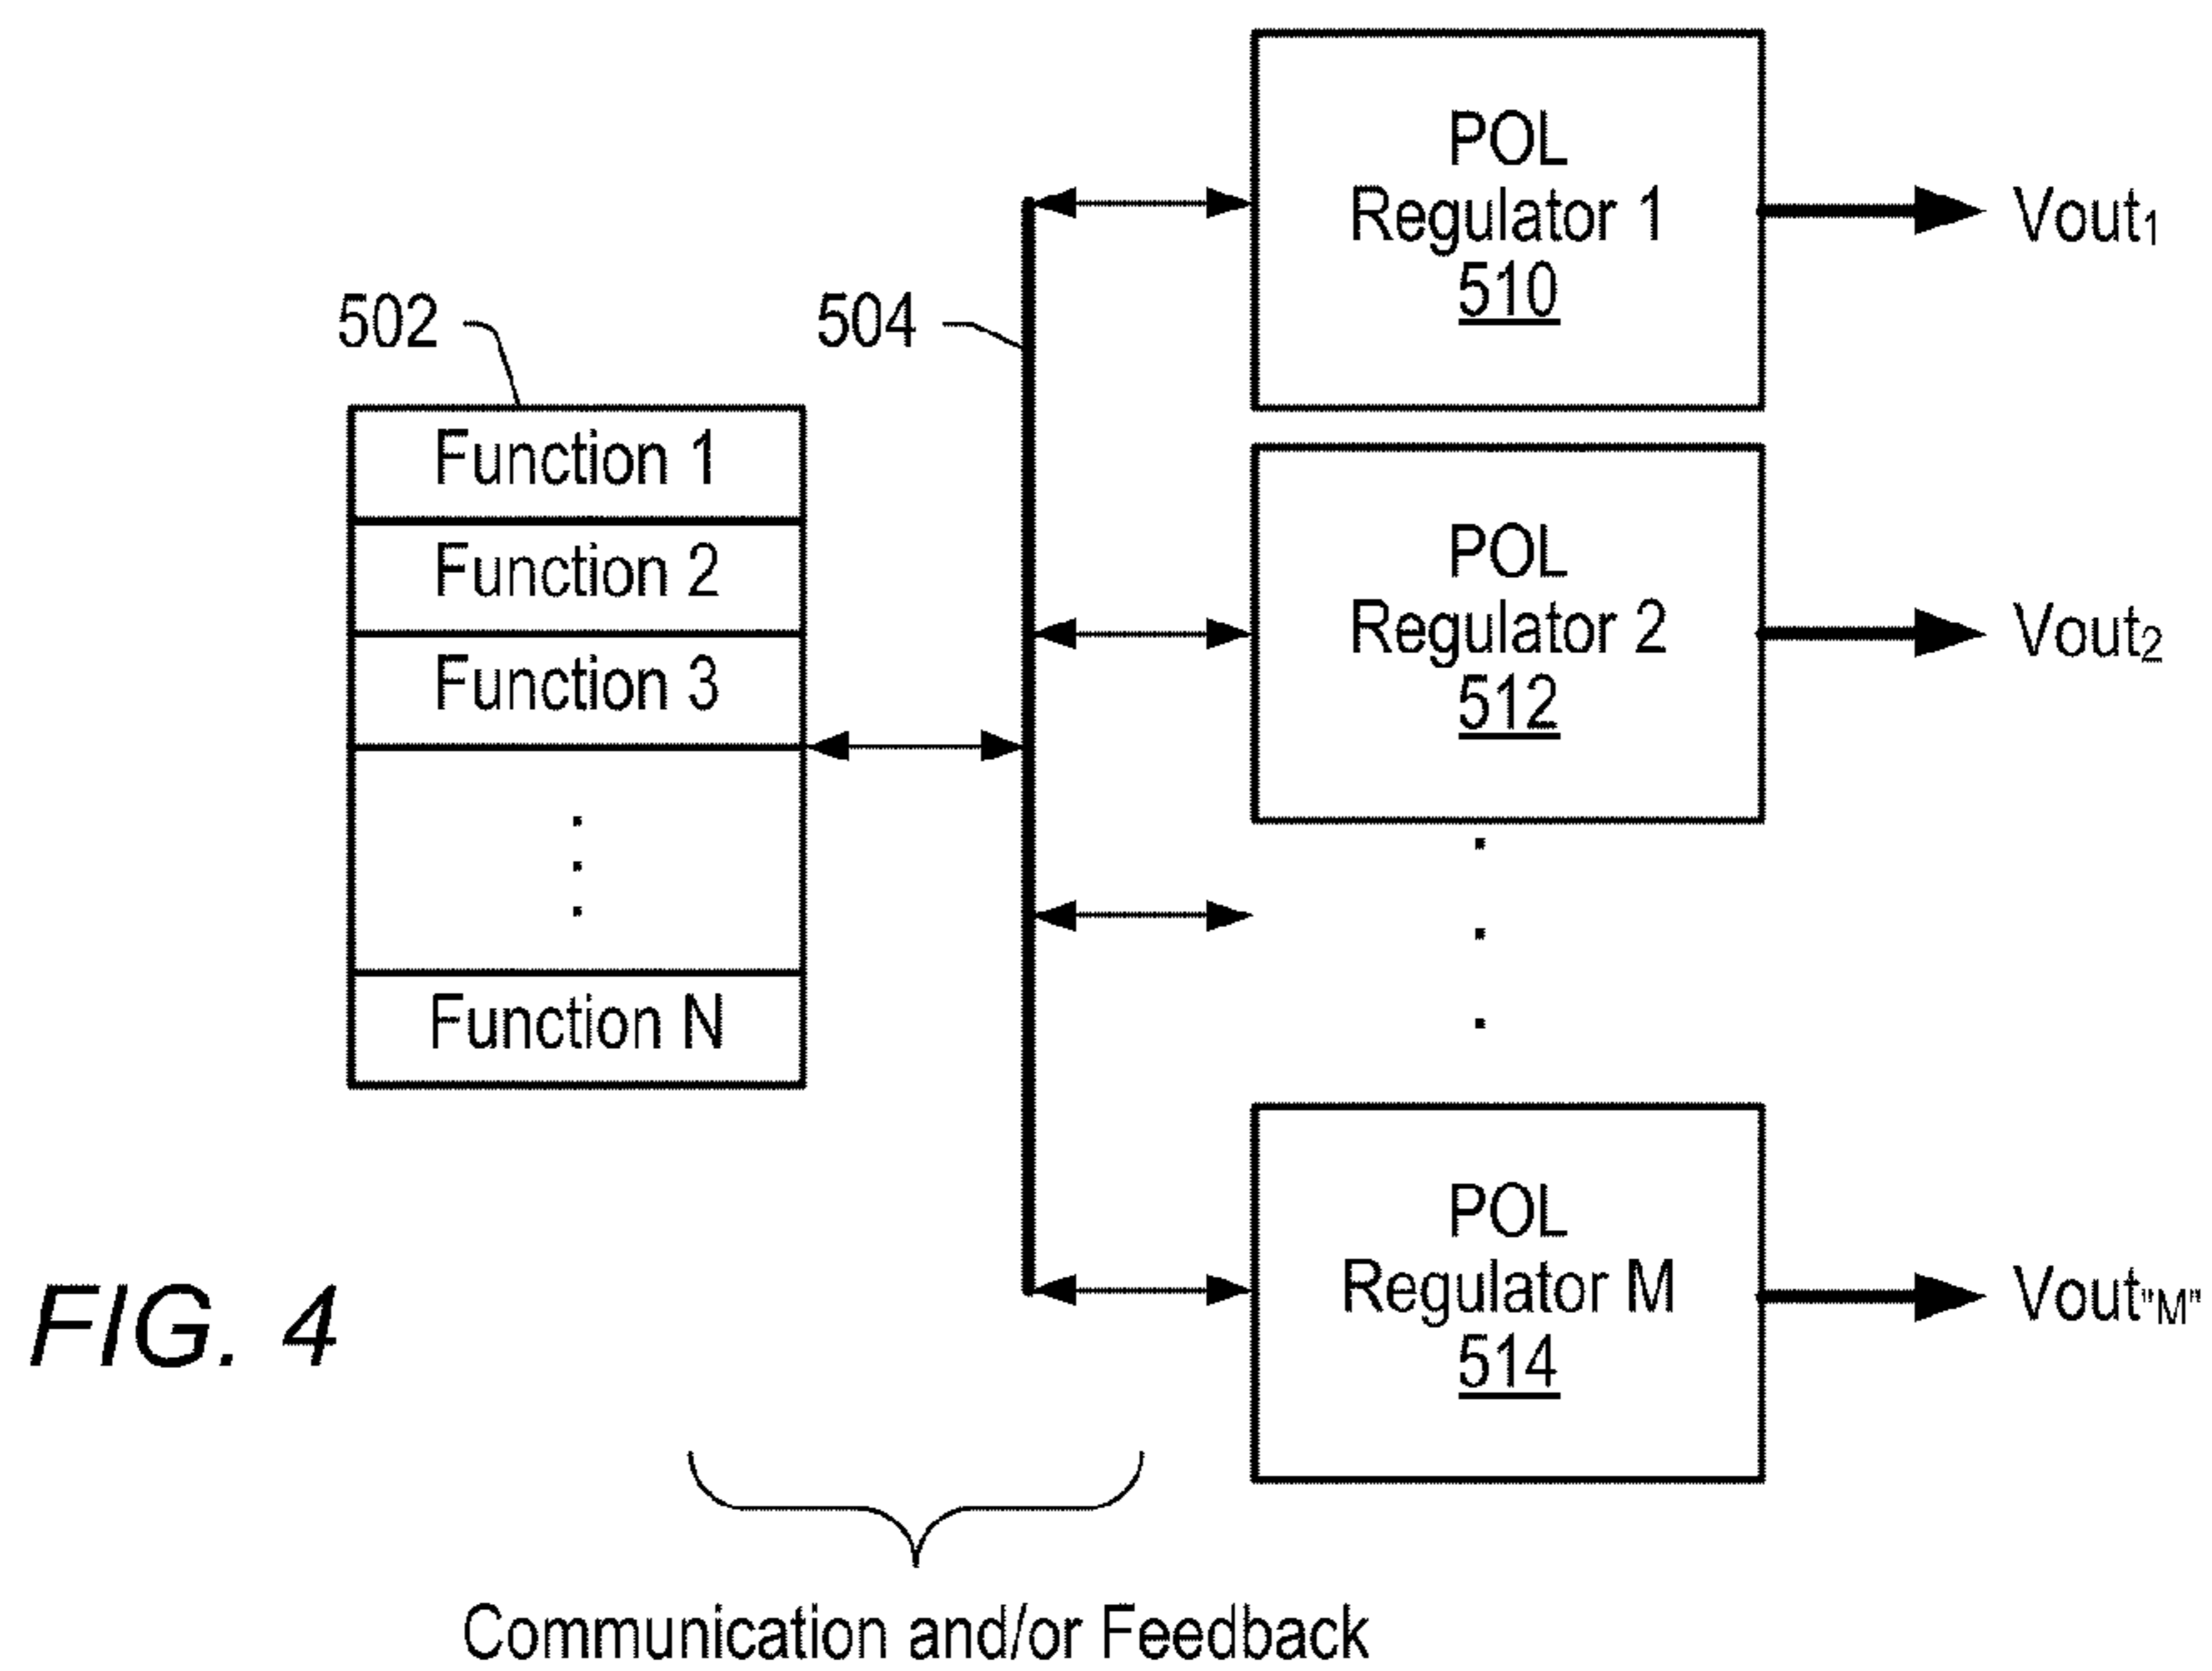 502
Function 1
Function 2
Function 3
Function N
504
POL
Regulator 1
510
Vout1
POL
Regulator 2
512
Vout2
POL
Regulator M
514
Vout"M"
FIG. 4
Communication and/or Feedback